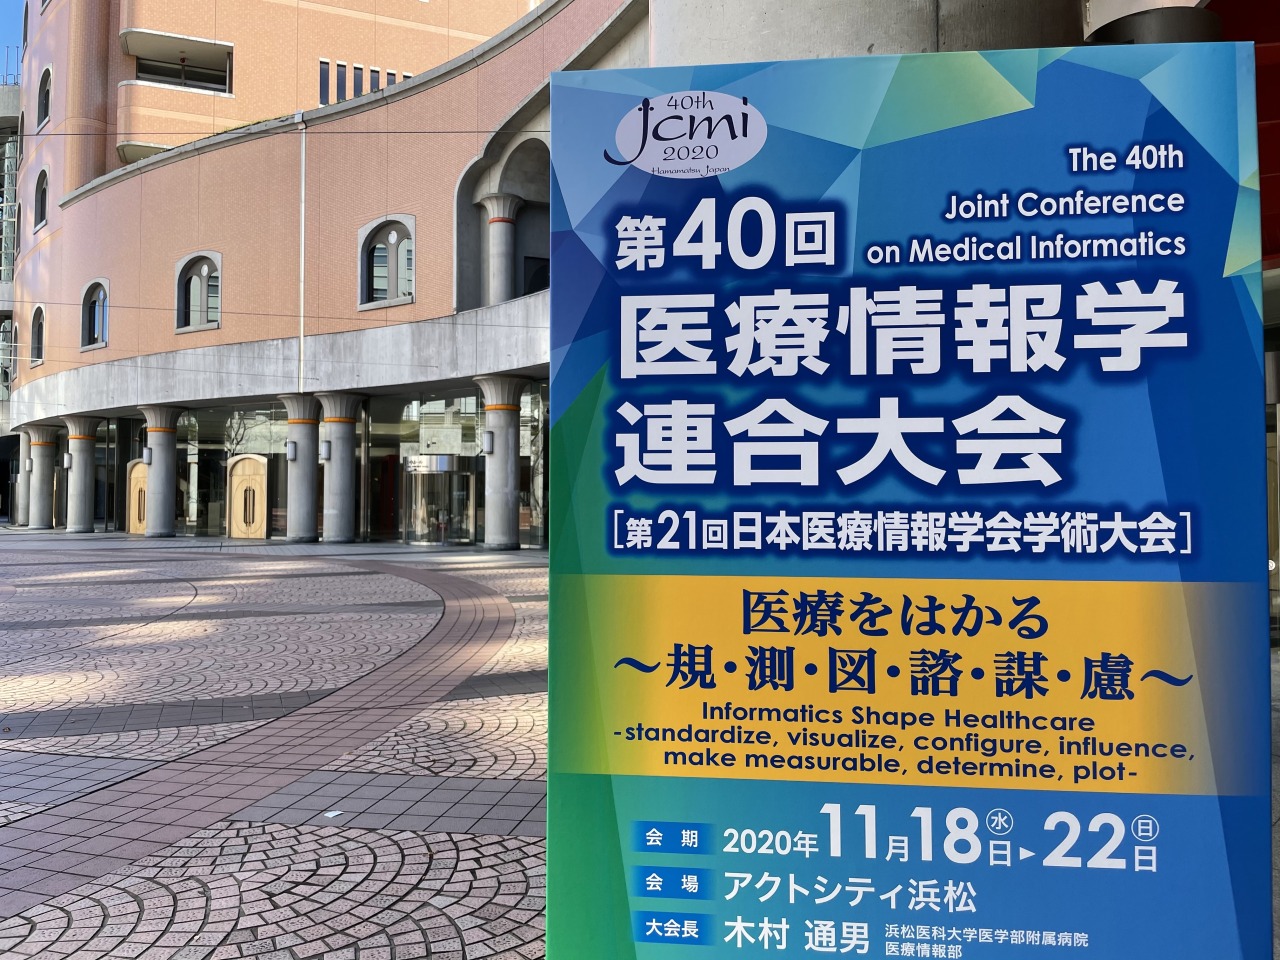 40th
jcmi
2020
Hamamatsu Japan
The 40th
Joint Conference
on Medical Informatics
第40回
医療情報学
連合大会
[第21回日本医療情報学会学術大会]
医療をはかる
～規・測・図・諮・謀・慮～
Informatics Shape Healthcare
-standardize, visualize, configure, influence,
make measurable, determine, plot-
会期 2020年11月18日㊌▶22日㊐
会場 アクトシティ浜松
大会長 木村 通男 浜松医科大学医学部附属病院
医療情報部